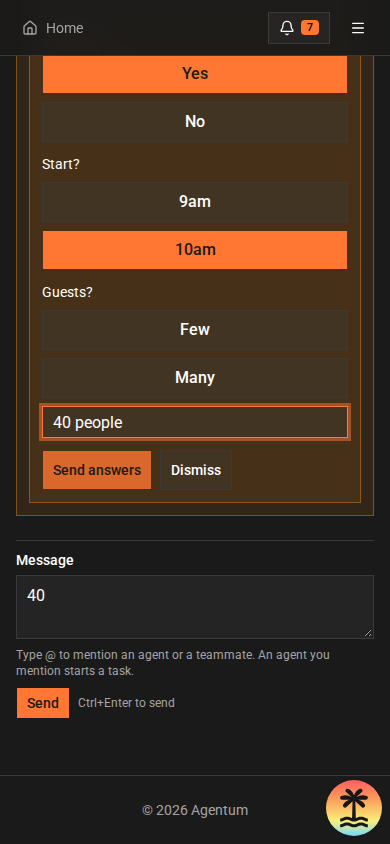 Home
7
Yes
No
Start?
9am
10am
Guests?
Few
Many
40 people
Send answers
Dismiss
Message
40
Type @ to mention an agent or a teammate. An agent you
mention starts a task.
Send
Ctrl+Enter to send
© 2026 Agentum